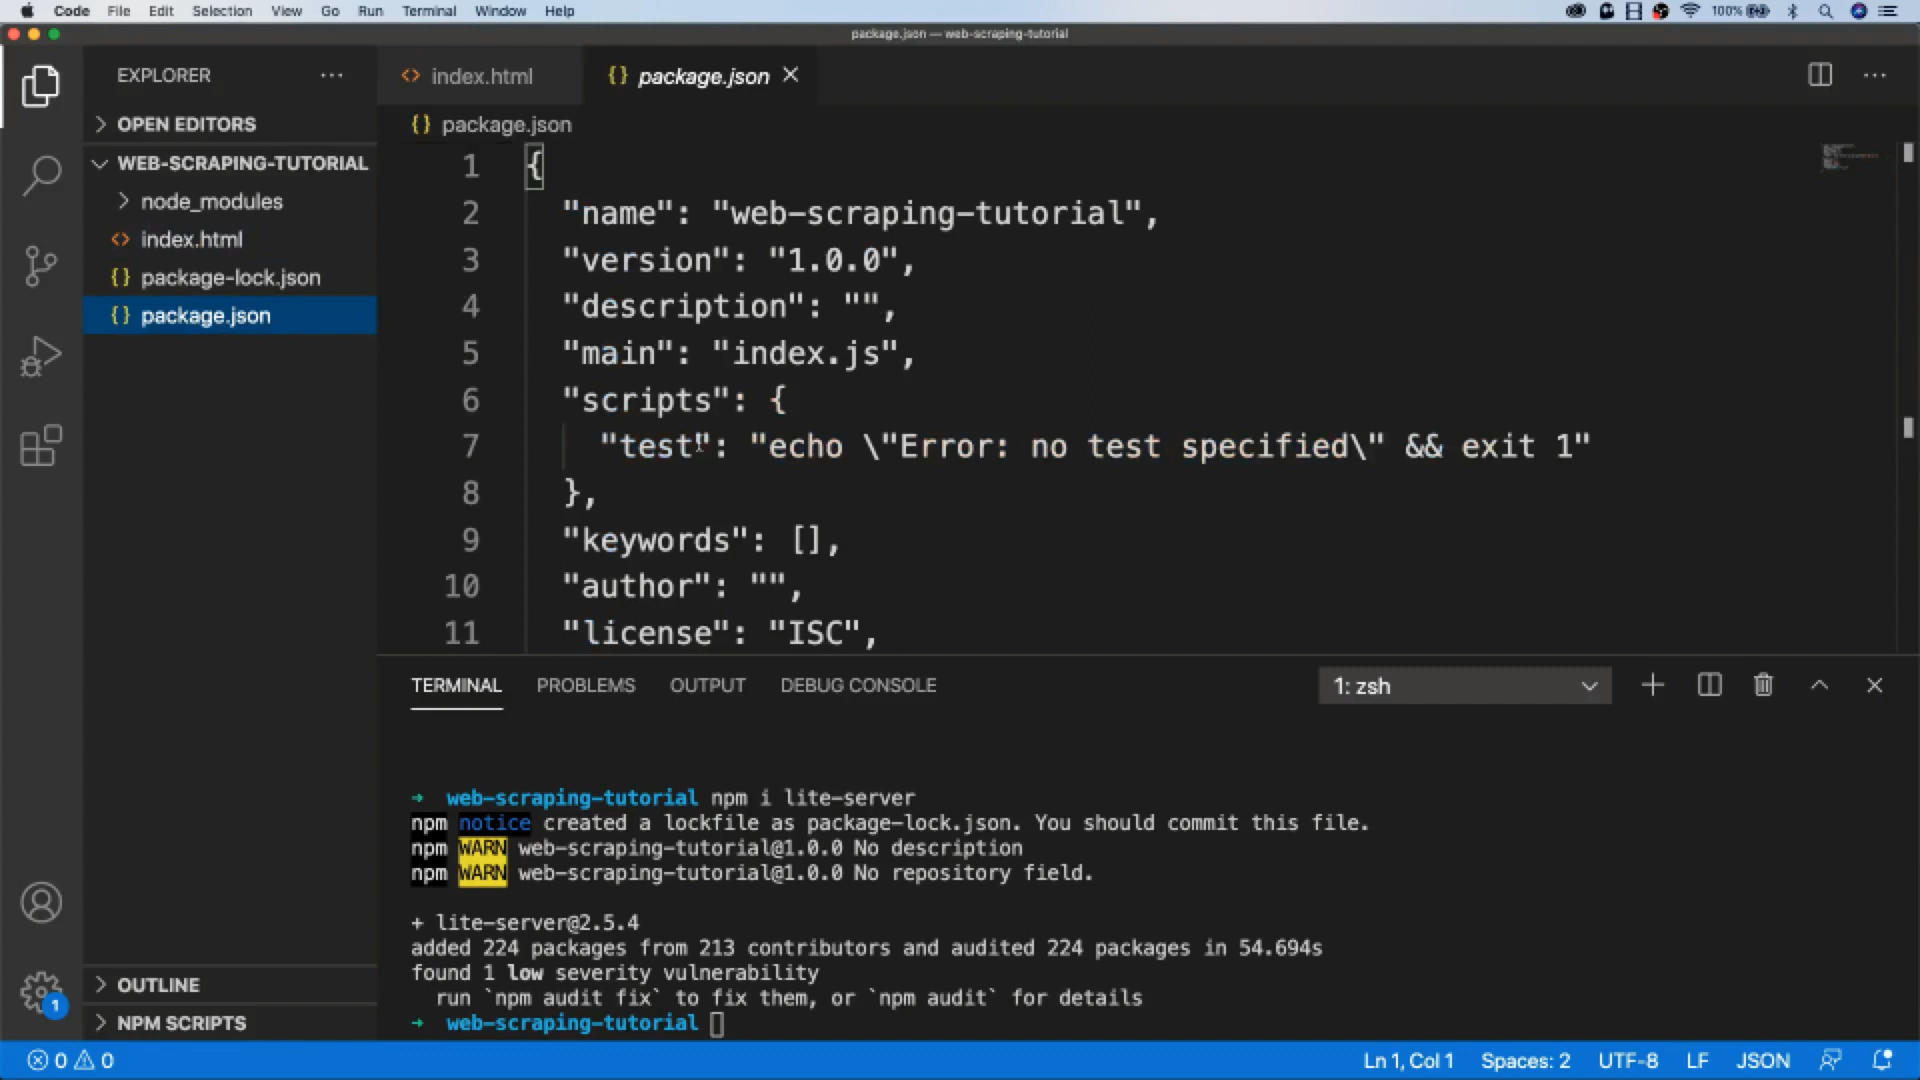 Code File Edit Selection View Go Run Terminal Window Help 100%
package.json — web-scraping-tutorial
EXPLORER
OPEN EDITORS
WEB-SCRAPING-TUTORIAL
node_modules
<> index.html
{} package-lock.json
{} package.json
OUTLINE
NPM SCRIPTS
<> index.html
{} package.json
{} package.json
1 {
2 "name": "web-scraping-tutorial",
3 "version": "1.0.0",
4 "description": "",
5 "main": "index.js",
6 "scripts": {
7 "test": "echo \"Error: no test specified\" && exit 1"
8 },
9 "keywords": [],
10 "author": "",
11 "license": "ISC",
TERMINAL PROBLEMS OUTPUT DEBUG CONSOLE 1: zsh
→ web-scraping-tutorial npm i lite-server
npm notice created a lockfile as package-lock.json. You should commit this file.
npm WARN web-scraping-tutorial@1.0.0 No description
npm WARN web-scraping-tutorial@1.0.0 No repository field.
+ lite-server@2.5.4
added 224 packages from 213 contributors and audited 224 packages in 54.694s
found 1 low severity vulnerability
run `npm audit fix` to fix them, or `npm audit` for details
→ web-scraping-tutorial
1
0 0 Ln 1, Col 1 Spaces: 2 UTF-8 LF JSON